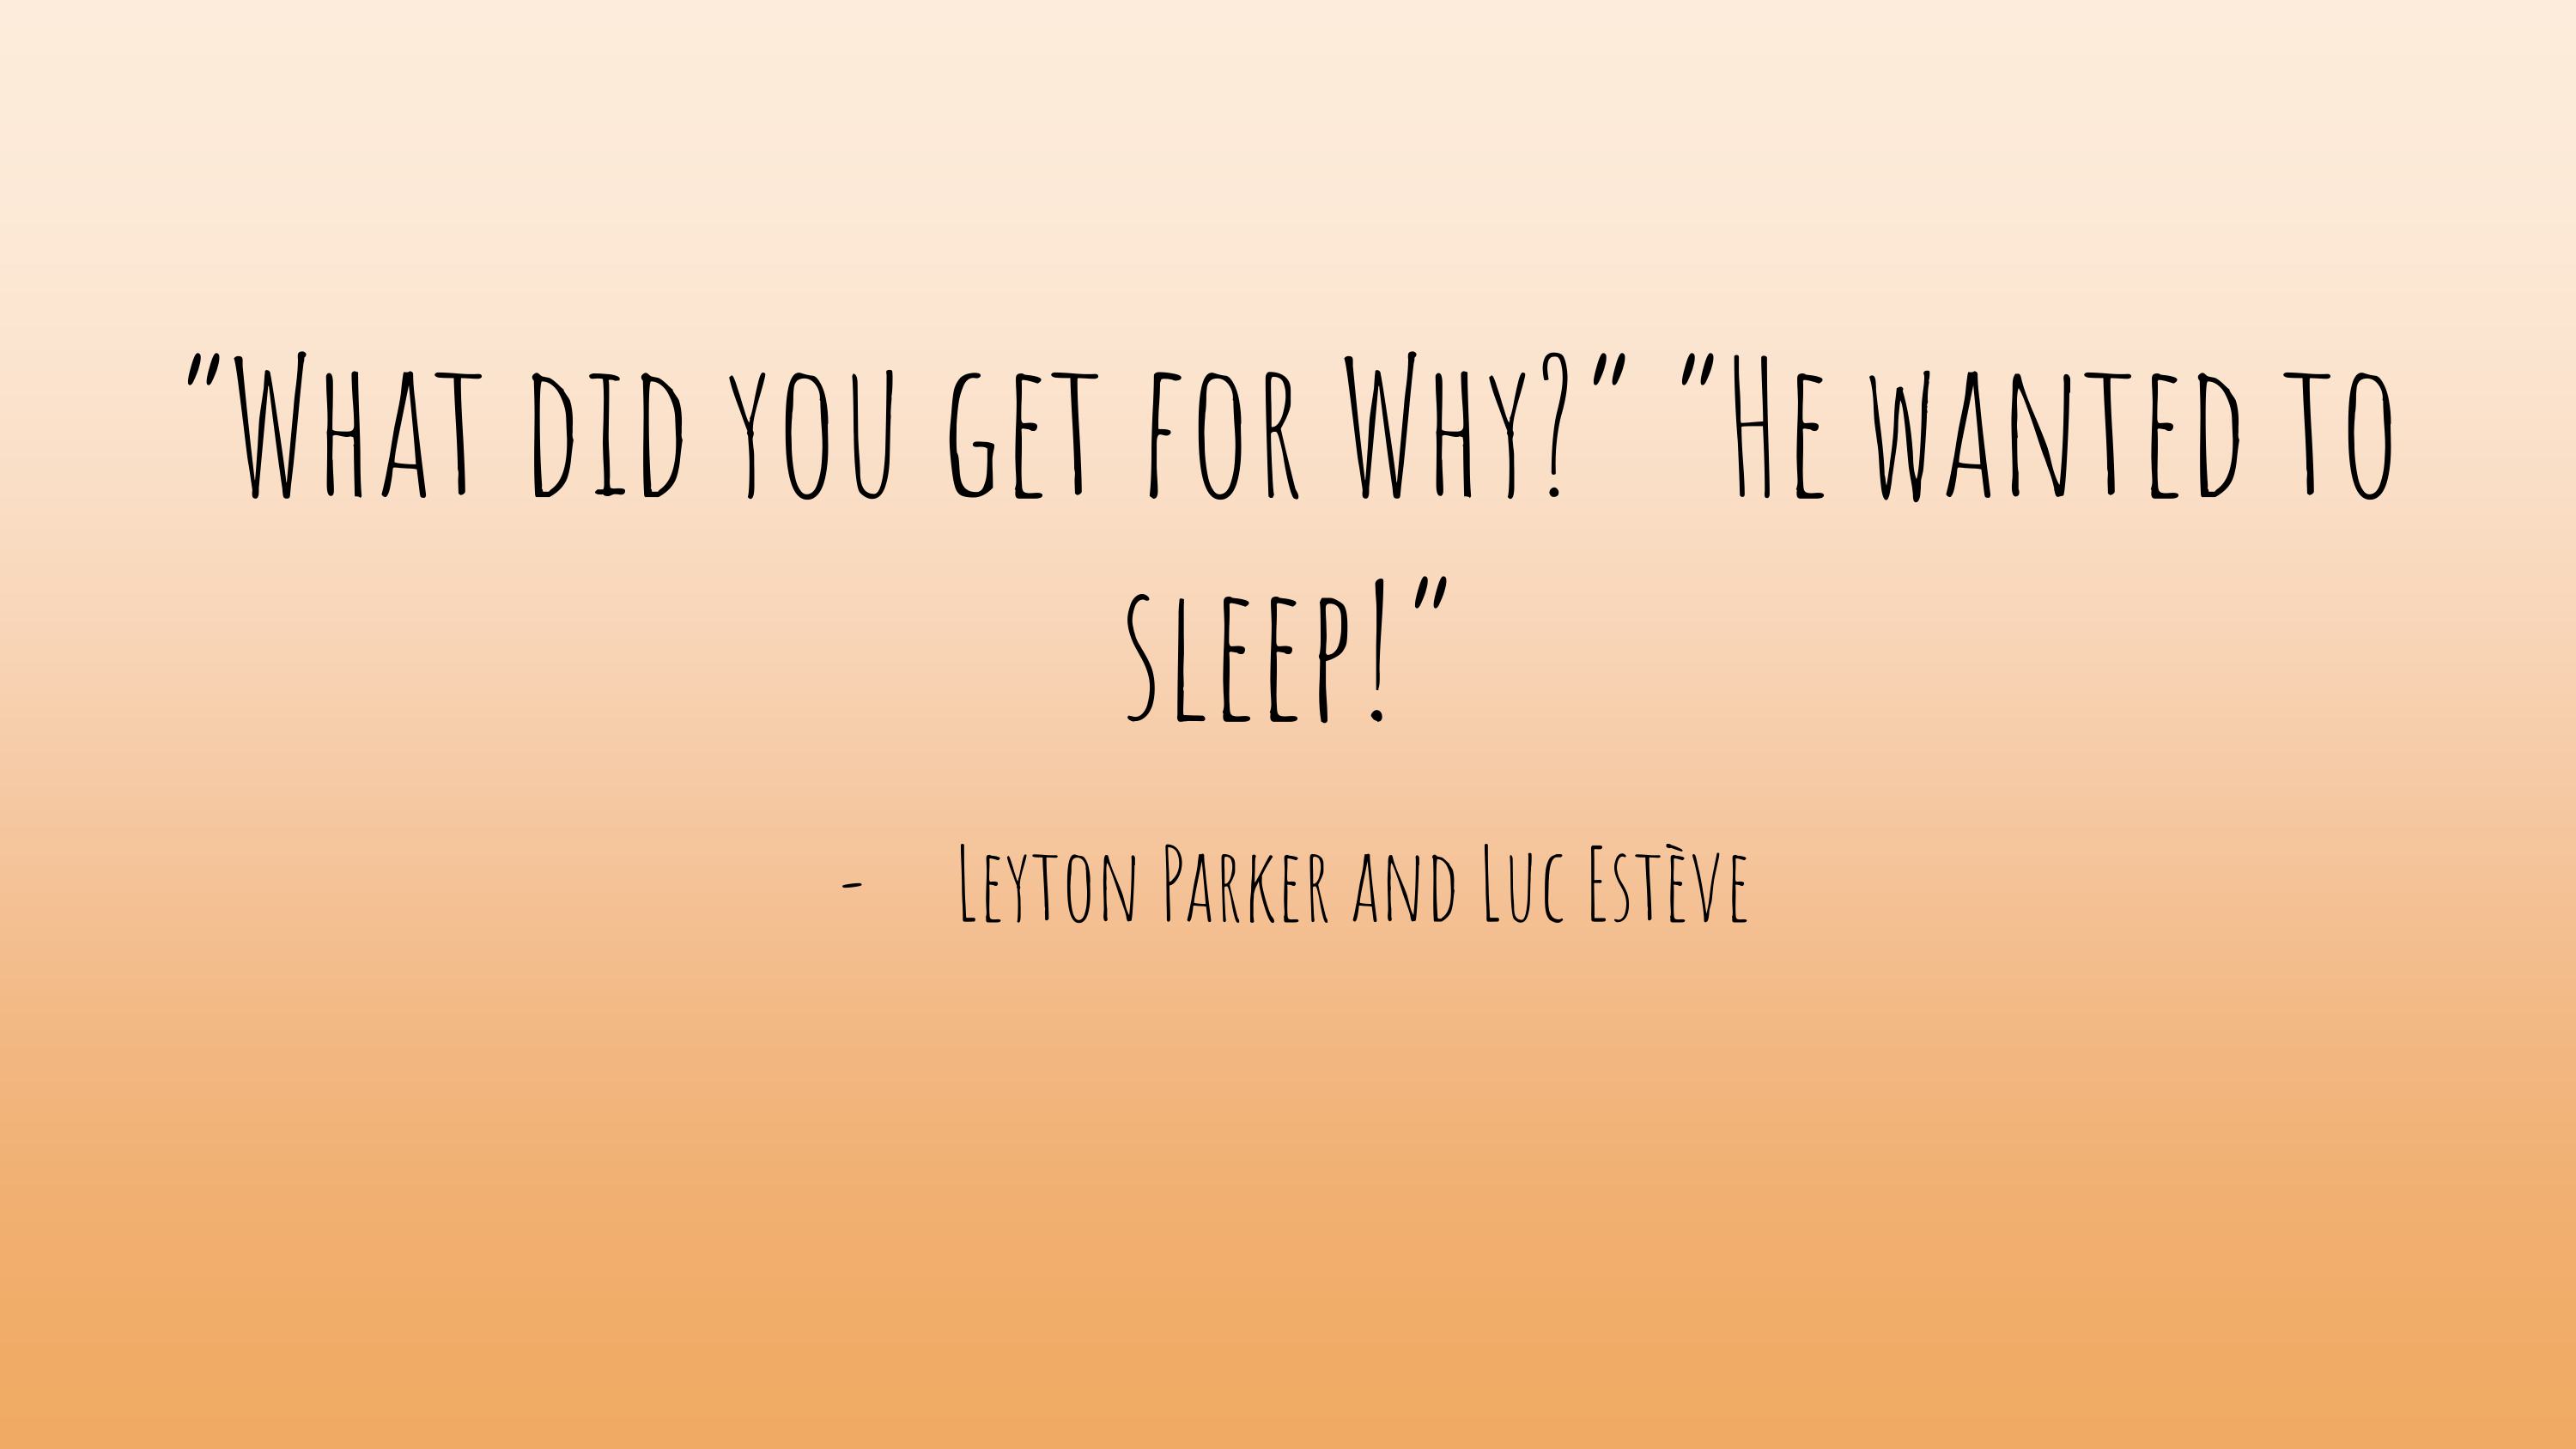 "What did you get for Why?" "He wanted to
sleep!"
- Leyton Parker and Luc Estève